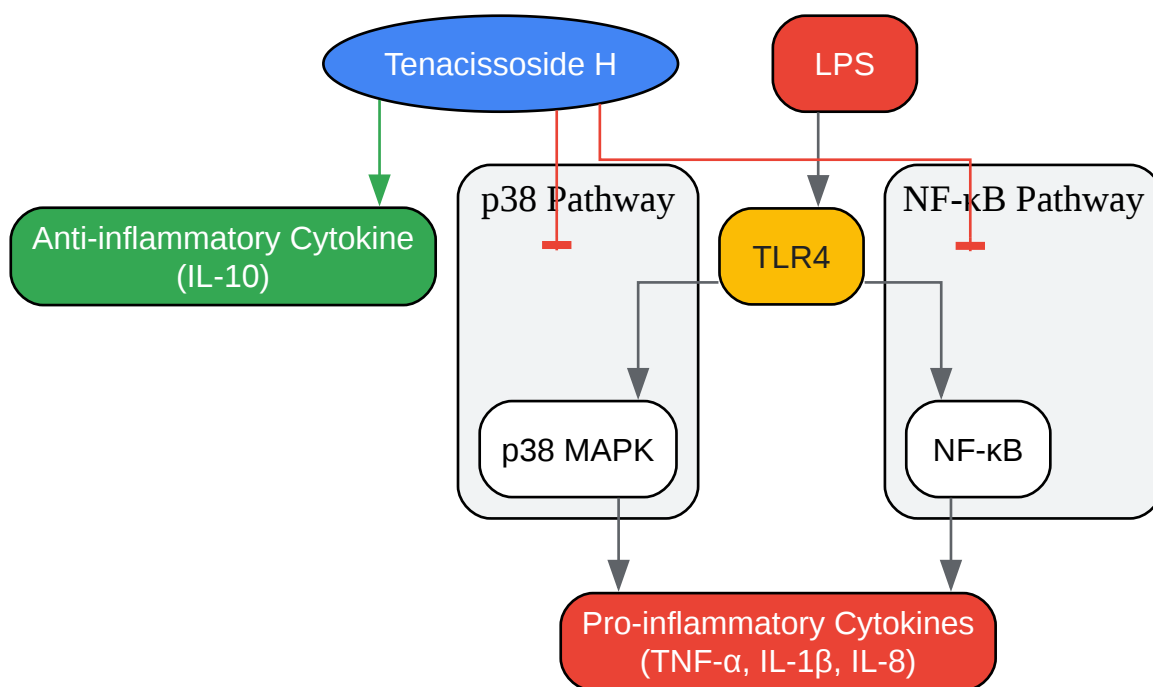 Tenacissoside H
LPS
p38 Pathway
NF-κB Pathway
Anti-inflammatory Cytokine
(IL-10)
TLR4
p38 MAPK
NF-κB
Pro-inflammatory Cytokines
(TNF-α, IL-1β, IL-8)